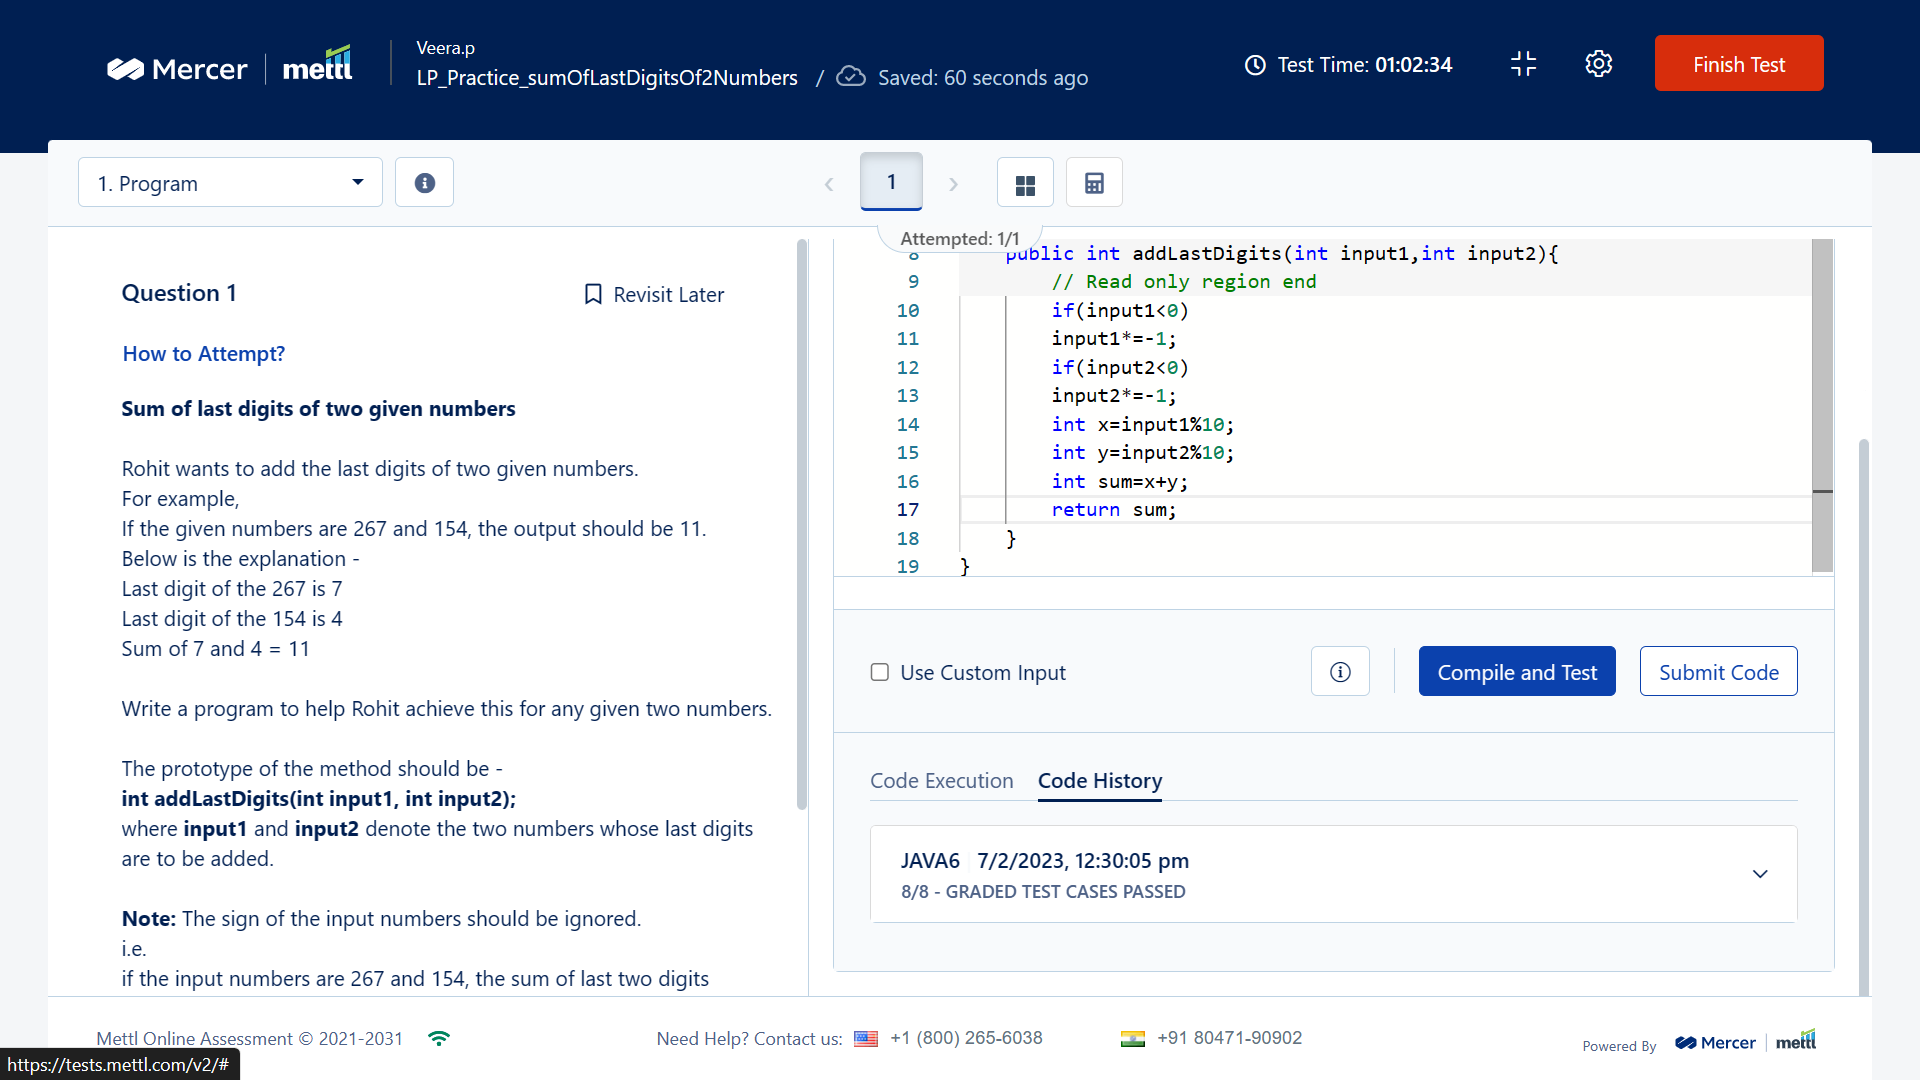 Mercer | mettl
Veera.p
LP_Practice_sumOfLastDigitsOf2Numbers / Saved: 60 seconds ago
Test Time: 01:02:34
Finish Test
1. Program
1
Attempted: 1/1
Question 1
Revisit Later
How to Attempt?
Sum of last digits of two given numbers
Rohit wants to add the last digits of two given numbers.
For example,
If the given numbers are 267 and 154, the output should be 11.
Below is the explanation -
Last digit of the 267 is 7
Last digit of the 154 is 4
Sum of 7 and 4 = 11
Write a program to help Rohit achieve this for any given two numbers.
The prototype of the method should be -
int addLastDigits(int input1, int input2);
where input1 and input2 denote the two numbers whose last digits
are to be added.
Note: The sign of the input numbers should be ignored.
i.e.
if the input numbers are 267 and 154, the sum of last two digits
8 public int addLastDigits(int input1,int input2){
9 // Read only region end
10 if(input1<0)
11 input1*=-1;
12 if(input2<0)
13 input2*=-1;
14 int x=input1%10;
15 int y=input2%10;
16 int sum=x+y;
17 return sum;
18 }
19 }
Use Custom Input
Compile and Test
Submit Code
Code Execution
Code History
JAVA6 7/2/2023, 12:30:05 pm
8/8 - GRADED TEST CASES PASSED
Mettl Online Assessment © 2021-2031
Need Help? Contact us: +1 (800) 265-6038
+91 80471-90902
Powered By Mercer | mettl
https://tests.mettl.com/v2/#